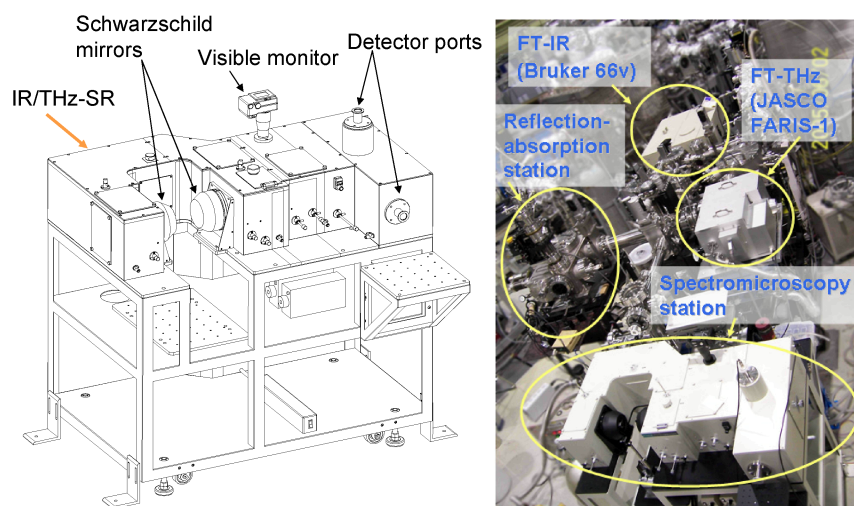 Schwarzschild
mirrors
Visible monitor
Detector ports
IR/THz-SR
FT-IR
(Bruker 66v)
FT-THz
(JASCO
FARIS-1)
Reflection-
absorption
station
Spectromicroscopy
station